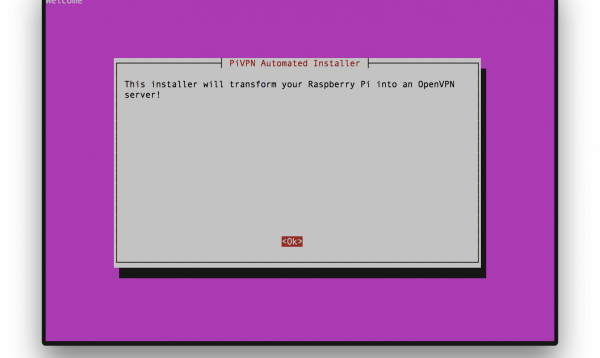 Welcome
PiVPN Automated Installer
This installer will transform your Raspberry Pi into an OpenVPN
server!
<Ok>